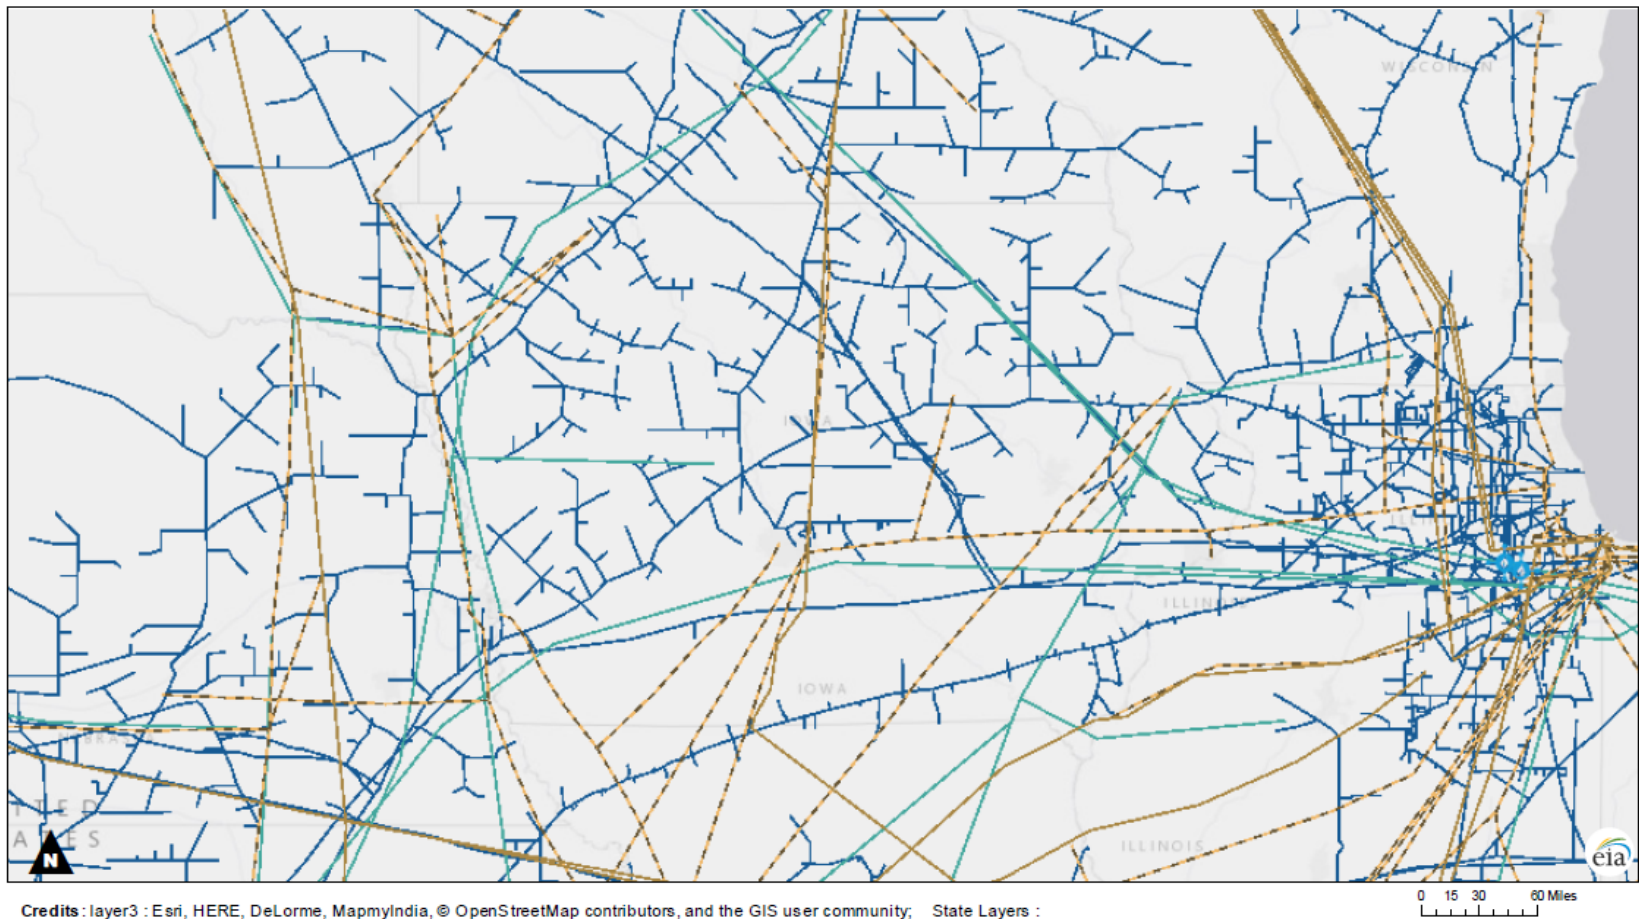 WISCONSIN
IOWA
ILLINOIS
IOWA
NEBRASKA
ILLINOIS
N
eia
0 15 30 60 Miles
Credits : layer3 : Esri, HERE, DeLorme, MapmyIndia, © OpenStreetMap contributors, and the GIS user community; State Layers :